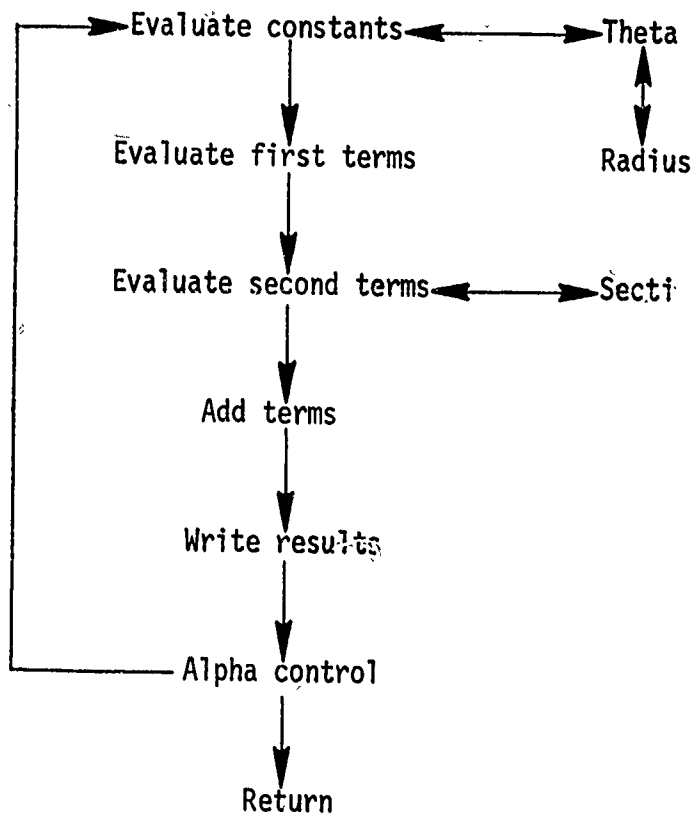 Evaluate constants
Theta
Evaluate first terms
Radius
Evaluate second terms
Secti
Add terms
Write results
Alpha control
Return